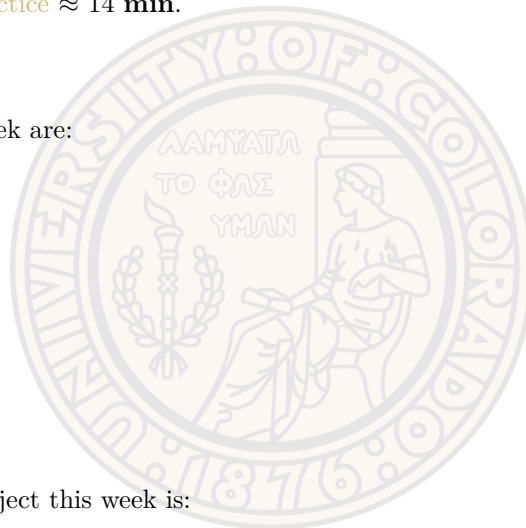 ctice ≈ 14 min.
ek are:
UNIVERSITY:OF:COLORADO:
ΛΑΜΨΑΤΩ
ΤΟ ΦΩΣ
ΥΜΩΝ
ject this week is:
·1876·